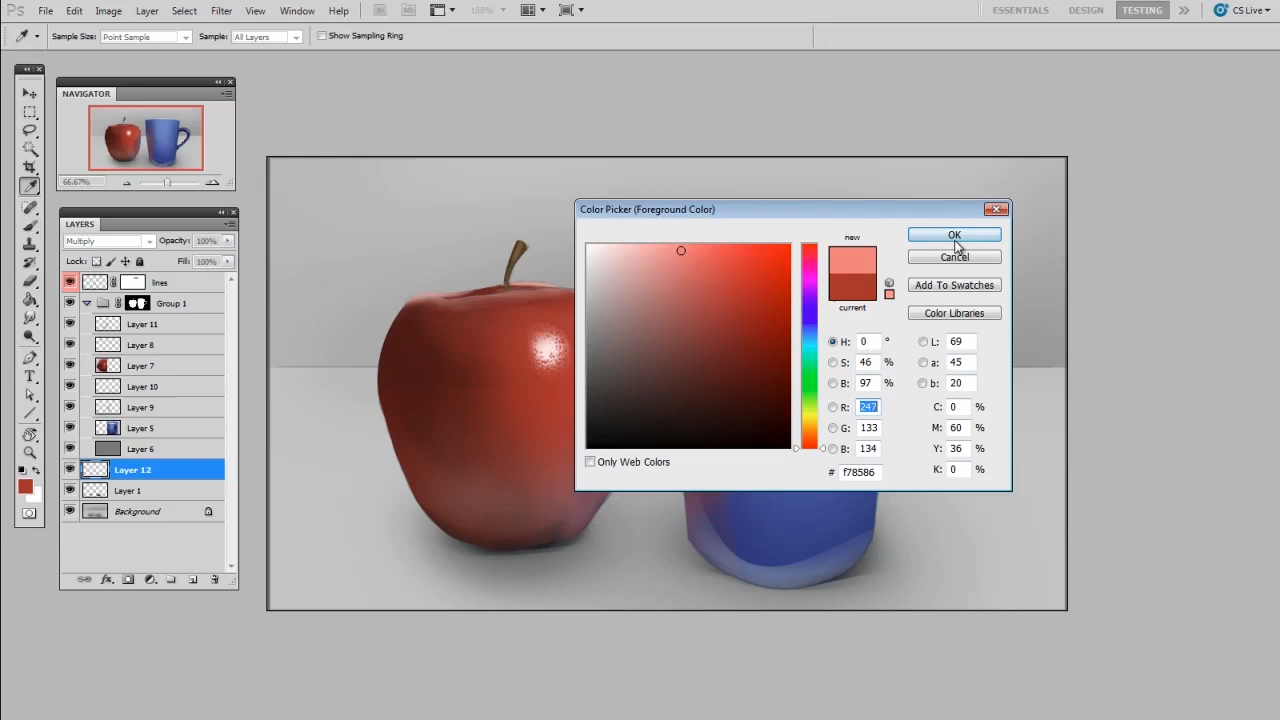 Ps File Edit Image Layer Select Filter View Window Help Br Mb 100% ESSENTIALS DESIGN TESTING CS Live
Sample Size: Point Sample Sample: All Layers Show Sampling Ring
NAVIGATOR
66.67%
LAYERS
Multiply Opacity: 100%
Lock: Fill: 100%
lines
Group 1
Layer 11
Layer 8
Layer 7
Layer 10
Layer 9
Layer 5
Layer 6
Layer 12
Layer 1
Background
Color Picker (Foreground Color)
new
current
OK
Cancel
Add To Swatches
Color Libraries
H: 0 ° L: 69
S: 46 % a: 45
B: 97 % b: 20
R: 247 C: 0 %
G: 133 M: 60 %
B: 134 Y: 36 %
# f78586 K: 0 %
Only Web Colors